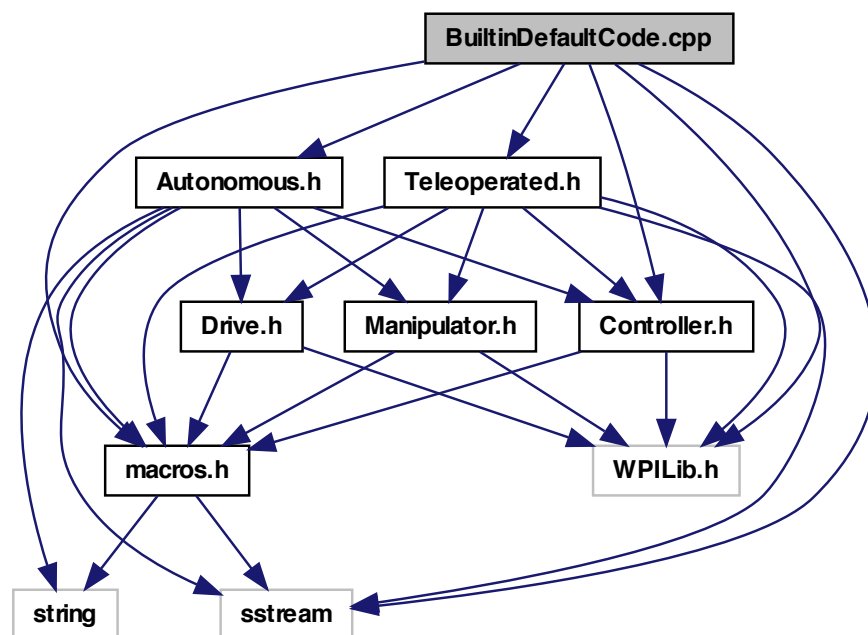 BuiltinDefaultCode.cpp
Autonomous.h
Teleoperated.h
Drive.h
Manipulator.h
Controller.h
macros.h
WPILib.h
string
sstream